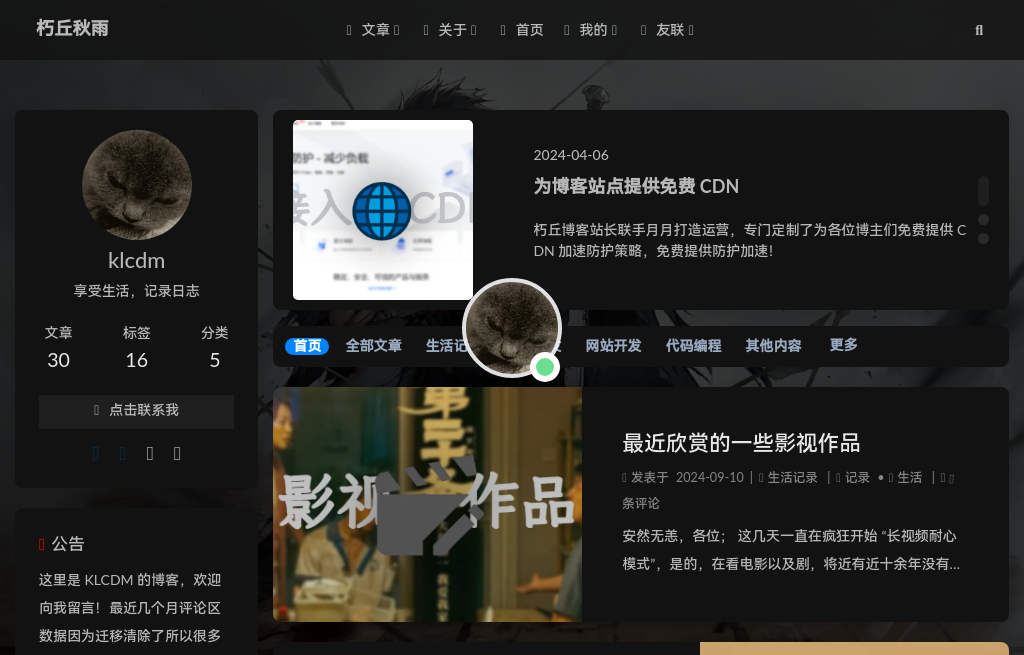 朽丘秋雨
文章
关于
首页
我的
友联
klcdm
享受生活，记录日志
文章
标签
分类
30
16
5
点击联系我
公告
这里是 KLCDM 的博客，欢迎
向我留言！最近几个月评论区
数据因为迁移清除了所以很多
防护 - 减少负载
接入 CD
2024-04-06
为博客站点提供免费 CDN
朽丘博客站长联手月月打造运营，专门定制了为各位博主们免费提供 C
DN 加速防护策略，免费提供防护加速！
首页
全部文章
生活记
网站开发
代码编程
其他内容
更多
影视 作品
最近欣赏的一些影视作品
发表于 2024-09-10 | 生活记录 | 记录 • 生活 |
条评论
安然无恙，各位； 这几天一直在疯狂开始 “长视频耐心
模式”，是的，在看电影以及剧，将近有近十余年没有...